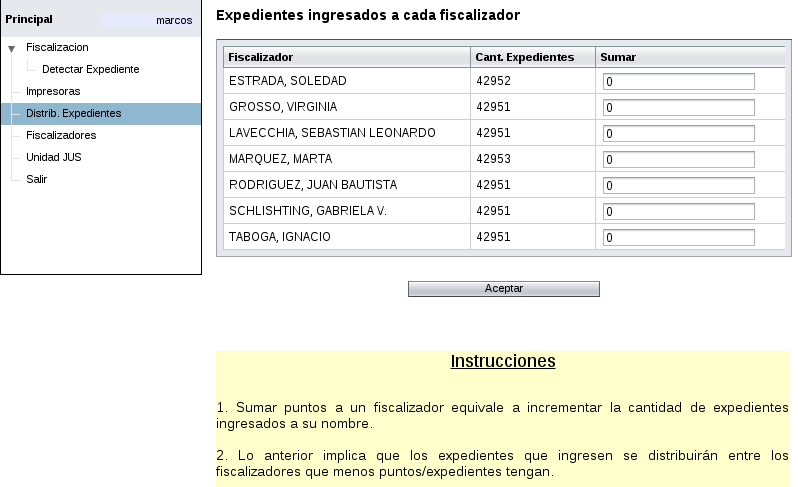 Principal marcos
Fiscalizacion
Detectar Expediente
Impresoras
Distrib. Expedientes
Fiscalizadores
Unidad JUS
Salir
Expedientes ingresados a cada fiscalizador
Fiscalizador Cant. Expedientes Sumar
ESTRADA, SOLEDAD 42952 0
GROSSO, VIRGINIA 42951 0
LAVECCHIA, SEBASTIAN LEONARDO 42951 0
MARQUEZ, MARTA 42953 0
RODRIGUEZ, JUAN BAUTISTA 42951 0
SCHLISHTING, GABRIELA V. 42951 0
TABOGA, IGNACIO 42951 0
Aceptar
Instrucciones
1. Sumar puntos a un fiscalizador equivale a incrementar la cantidad de expedientes
ingresados a su nombre.
2. Lo anterior implica que los expedientes que ingresen se distribuirán entre los
fiscalizadores que menos puntos/expedientes tengan.